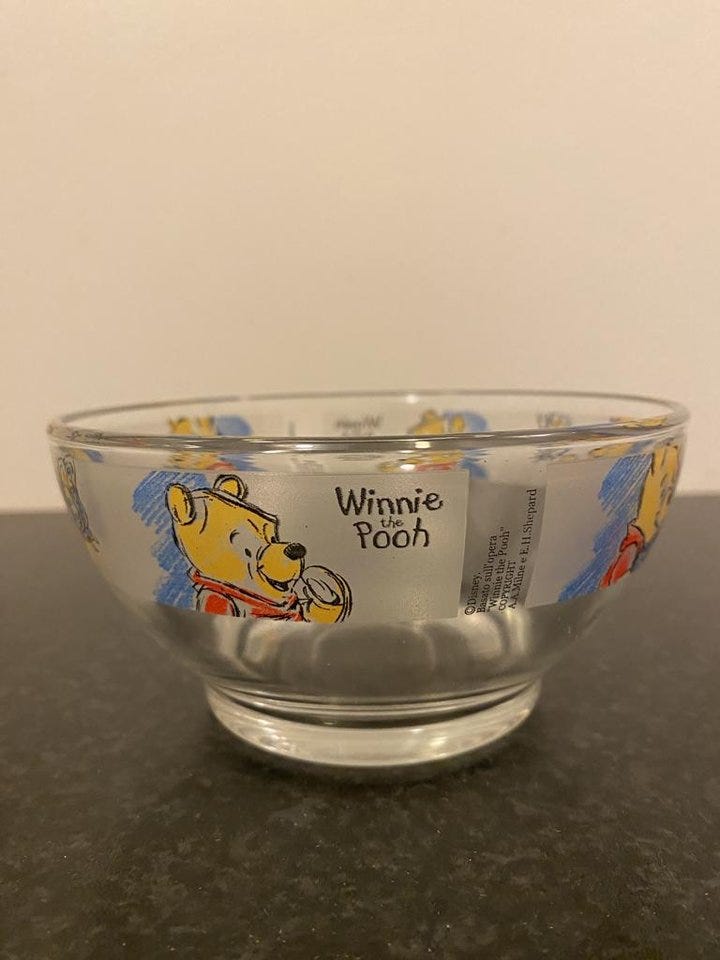 Winnie
the
Pooh
©Disney.
Basato sull'opera
"Winnie the Pooh"
COPYRIGHT
A.A.Milne e E.H.Shepard